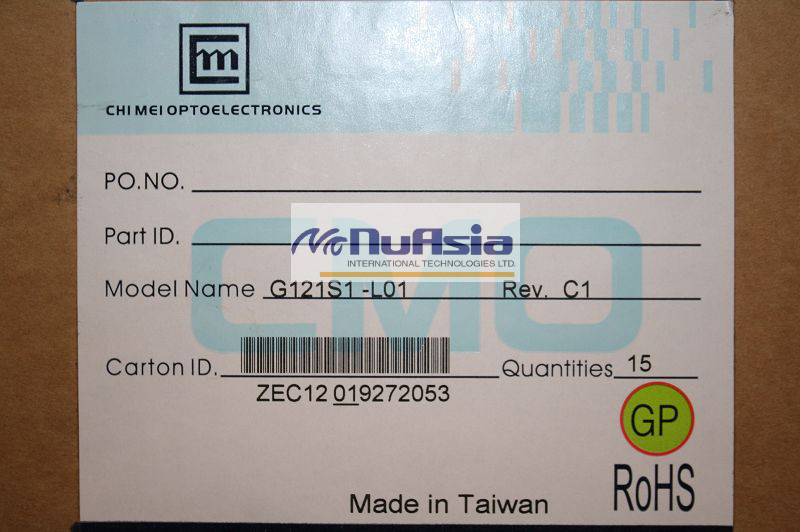 CHI MEI OPTOELECTRONICS
PO.NO.
Part ID.
NuAsia
INTERNATIONAL TECHNOLOGIES LTD.
Model Name G121S1 -L01 Rev. C1
CMO
Carton ID. Quantities 15
ZEC12 019272053
GP
RoHS
Made in Taiwan